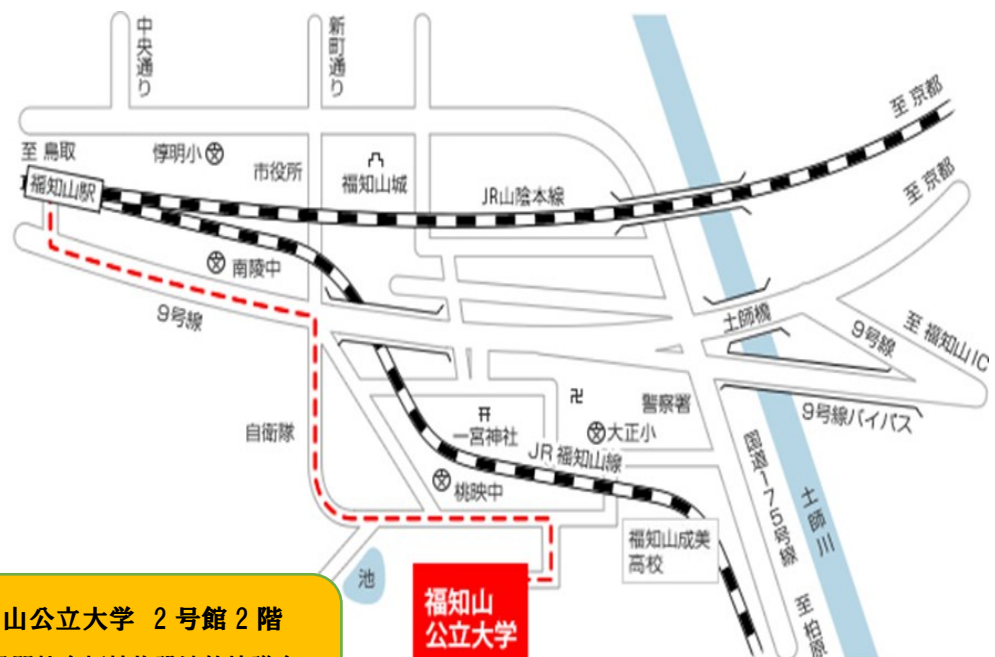 中央通り
新町通り
至 京都
至 鳥取
惇明小
市役所
福知山城
福知山駅
JR山陰本線
至 京都
南陵中
9号線
土師橋
9号線
至 福知山IC
9号線バイパス
警察署
自衛隊
一宮神社
大正小
JR福知山線
桃映中
国道175号線
土師川
福知山成美
高校
池
福知山
公立大学
至 柏原
山公立大学 2号館2階